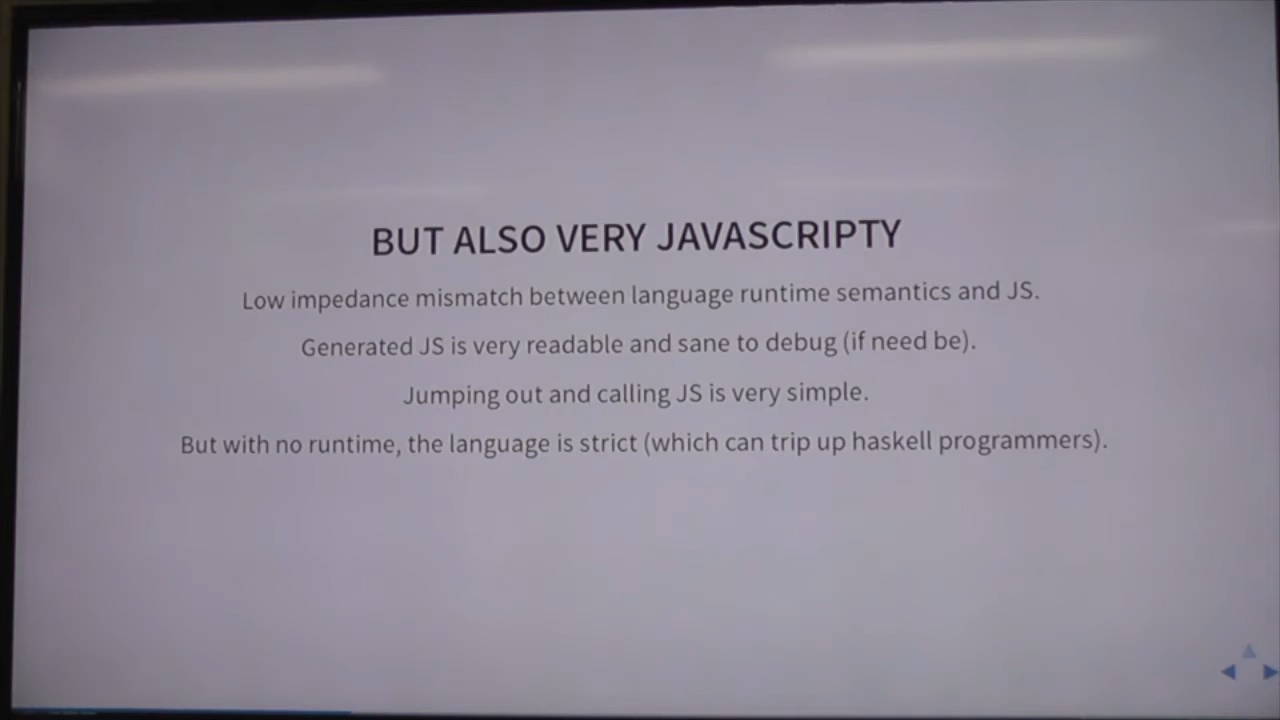 BUT ALSO VERY JAVASCRIPTY
Low impedance mismatch between language runtime semantics and JS.
Generated JS is very readable and sane to debug (if need be).
Jumping out and calling JS is very simple.
But with no runtime, the language is strict (which can trip up haskell programmers).